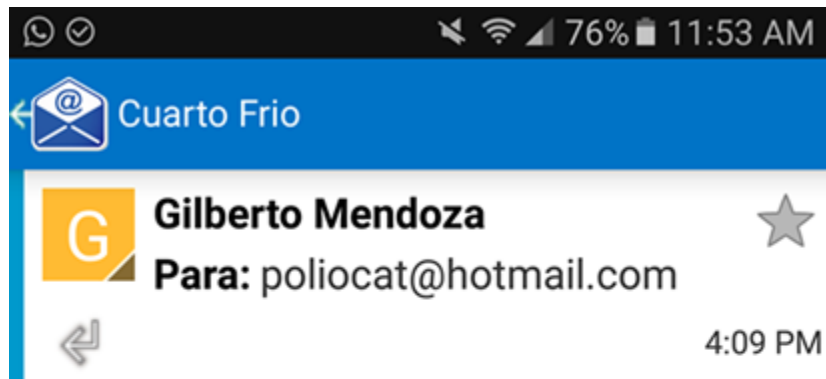 76% 11:53 AM
@ Cuarto Frio
G Gilberto Mendoza
Para: poliocat@hotmail.com
4:09 PM